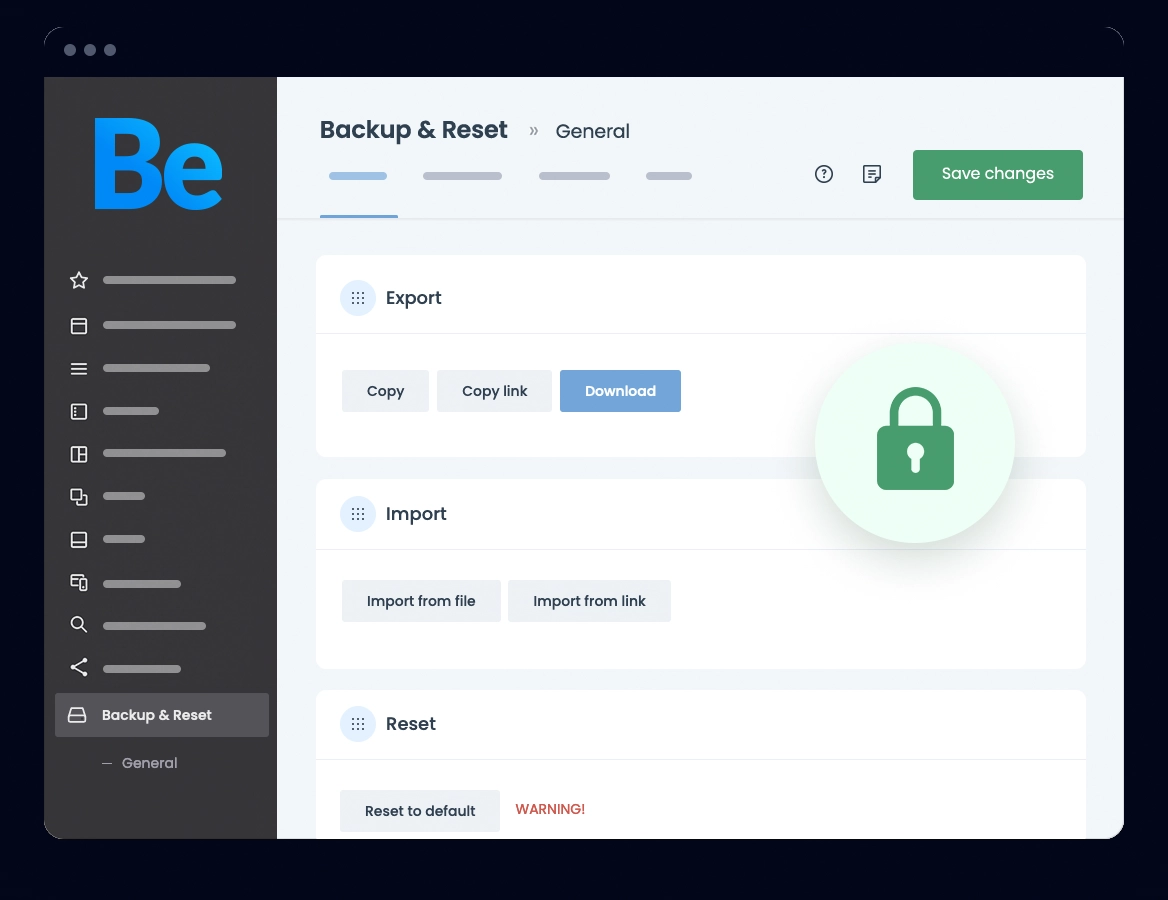 Be
Backup & Reset » General
Save changes
Export
Copy Copy link Download
Import
Import from file Import from link
Backup & Reset
— General
Reset
Reset to default WARNING!